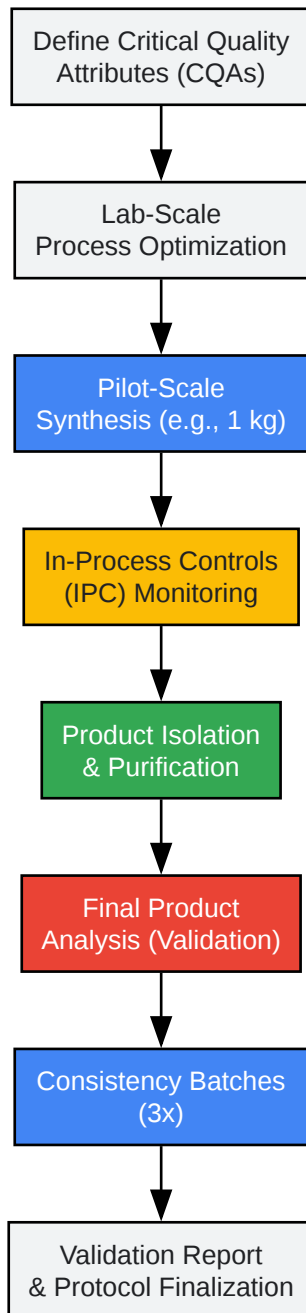 Define Critical Quality
Attributes (CQAs)
Lab-Scale
Process Optimization
Pilot-Scale
Synthesis (e.g., 1 kg)
In-Process Controls
(IPC) Monitoring
Product Isolation
& Purification
Final Product
Analysis (Validation)
Consistency Batches
(3x)
Validation Report
& Protocol Finalization